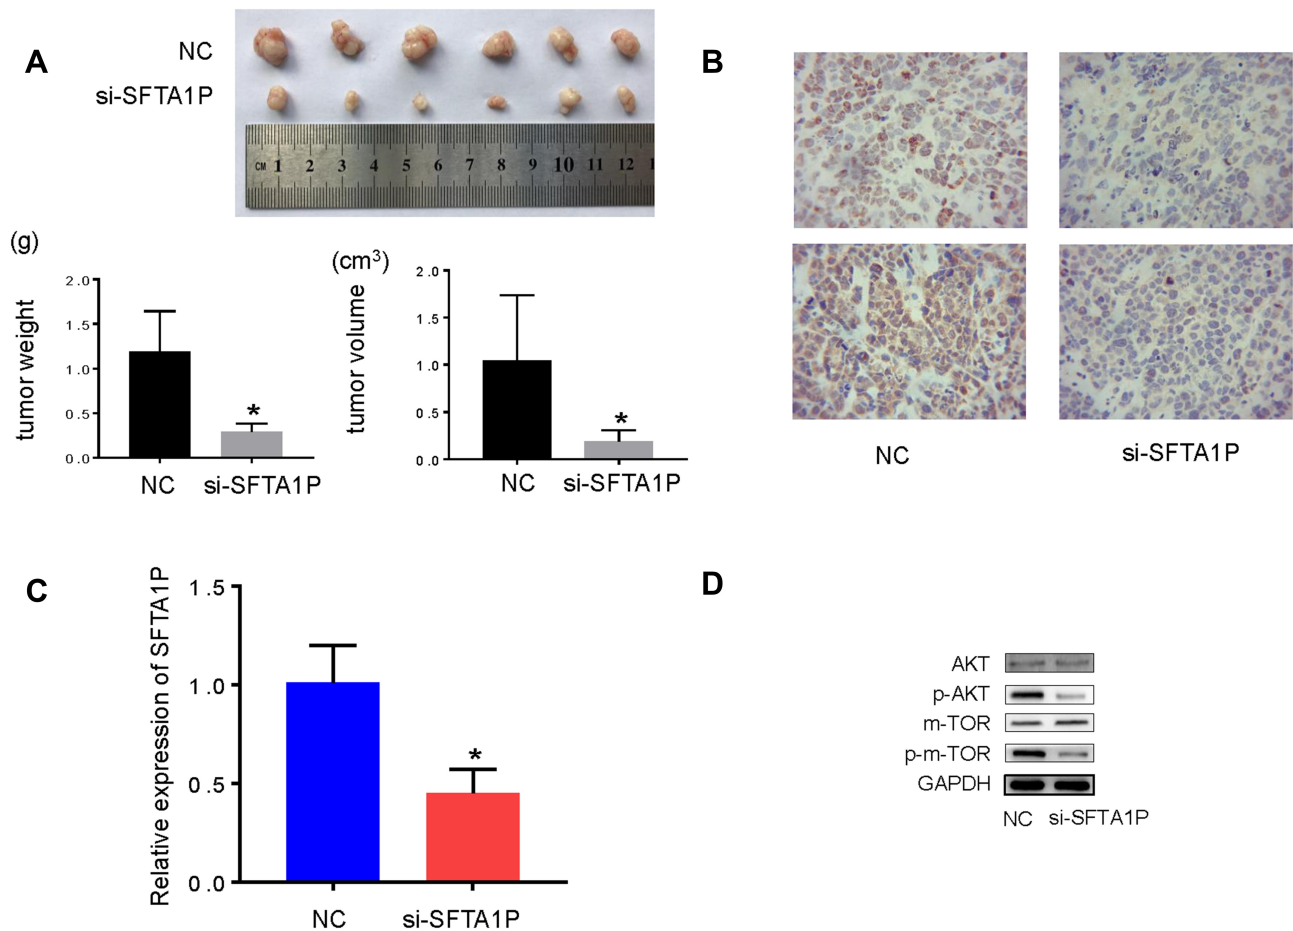 A
NC
si-SFTA1P
CM 1 2 3 4 5 6 7 8 9 10 11 12 1
(g)
tumor weight
2.0
1.5
1.0
0.5
0.0
*
NC si-SFTA1P
(cm3)
tumor volume
2.0
1.5
1.0
0.5
0.0
*
NC si-SFTA1P
B
NC si-SFTA1P
C
Relative expression of SFTA1P
1.5
1.0
0.5
0.0
*
NC si-SFTA1P
D
AKT
p-AKT
m-TOR
p-m-TOR
GAPDH
NC si-SFTA1P